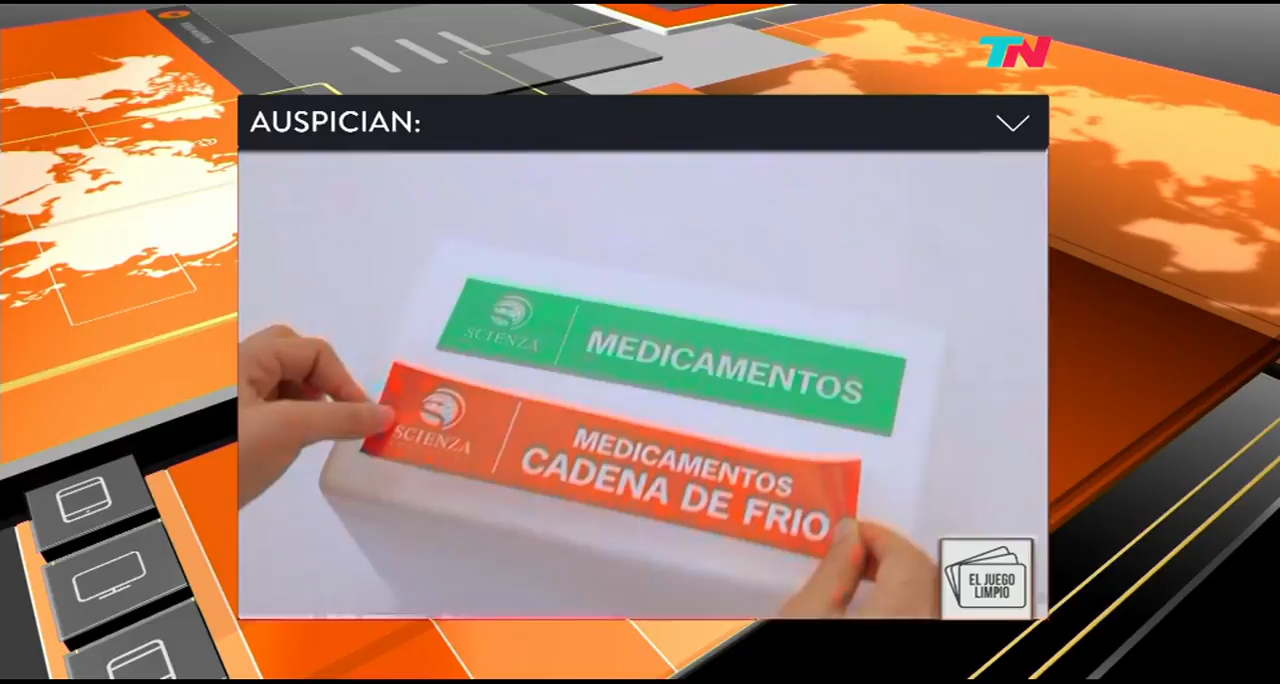 TN
AUSPICIAN:
SCIENZA
MEDICAMENTOS
SCIENZA
MEDICAMENTOS
CADENA DE FRIO
EL JUEGO
LIMPIO